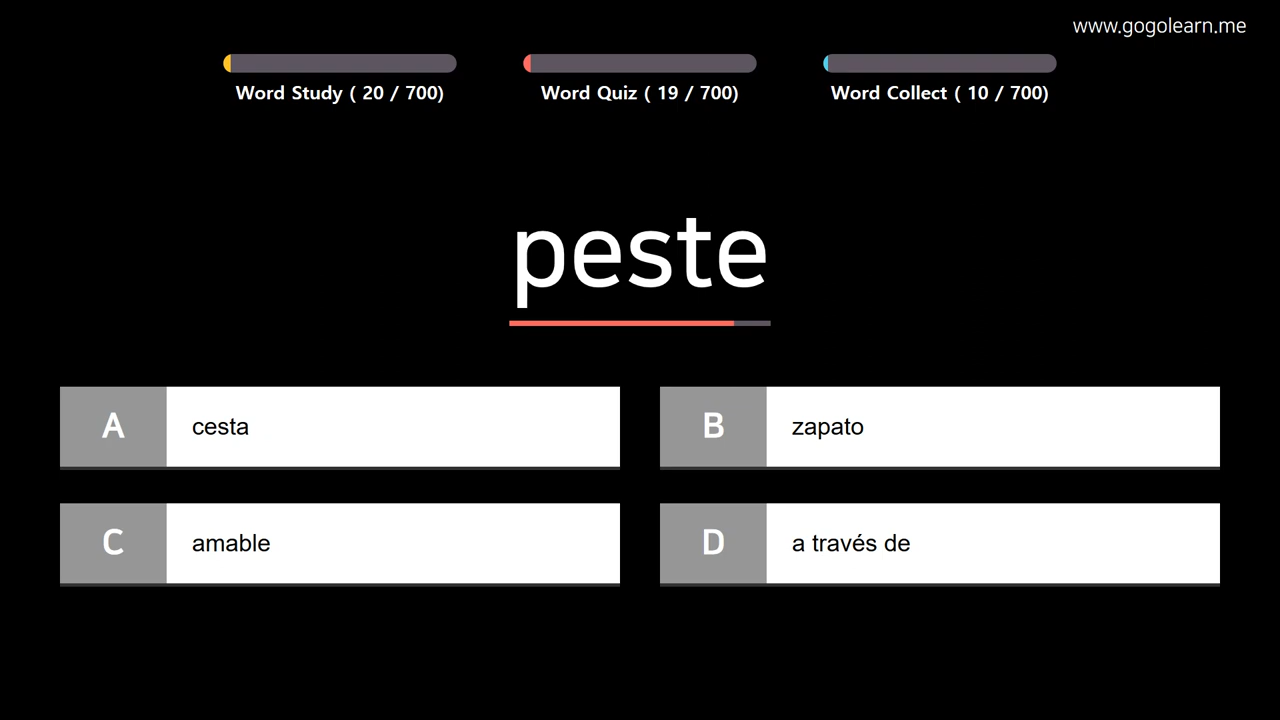 www.gogolearn.me
Word Study ( 20 / 700)
Word Quiz ( 19 / 700)
Word Collect ( 10 / 700)
peste
A cesta
B zapato
C amable
D a través de